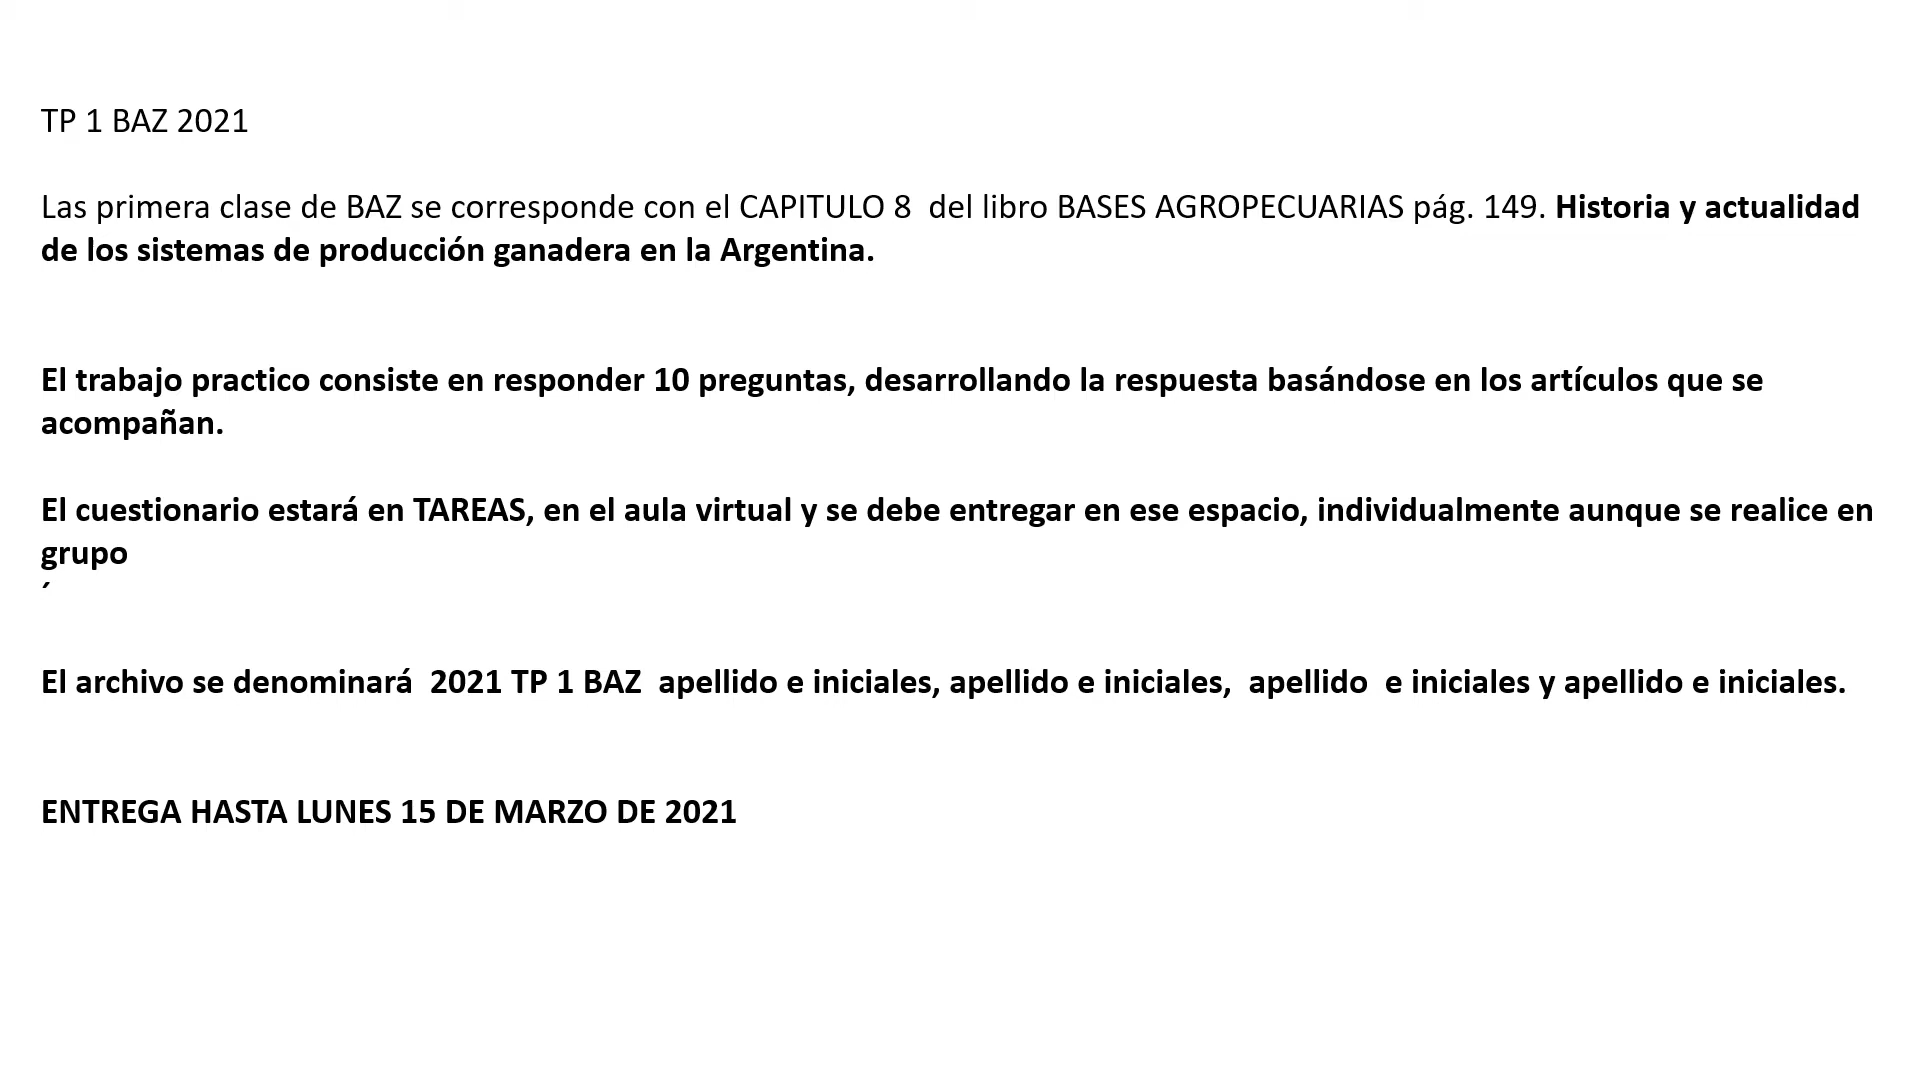 TP 1 BAZ 2021
Las primera clase de BAZ se corresponde con el CAPITULO 8  del libro BASES AGROPECUARIAS pág. 149. Historia y actualidad
de los sistemas de producción ganadera en la Argentina.
El trabajo practico consiste en responder 10 preguntas, desarrollando la respuesta basándose en los artículos que se
acompañan.
El cuestionario estará en TAREAS, en el aula virtual y se debe entregar en ese espacio, individualmente aunque se realice en
grupo
´
El archivo se denominará  2021 TP 1 BAZ  apellido e iniciales, apellido e iniciales,  apellido  e iniciales y apellido e iniciales.
ENTREGA HASTA LUNES 15 DE MARZO DE 2021